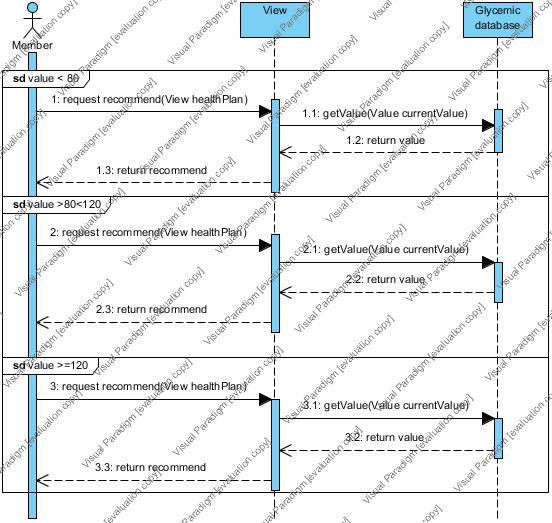 View
Glycemic
database
Member
sd value < 80
1: request recommend(View healthPlan)
1.1: getValue(Value currentValue)
1.2: return value
1.3: return recommend
sd value >80<120
2: request recommend(View healthPlan)
2.1: getValue(Value currentValue)
2.2: return value
2.3: return recommend
sd value >=120
3: request recommend(View healthPlan)
3.1: getValue(Value currentValue)
3.2: return value
3.3: return recommend
Visual Paradigm [evaluation copy]